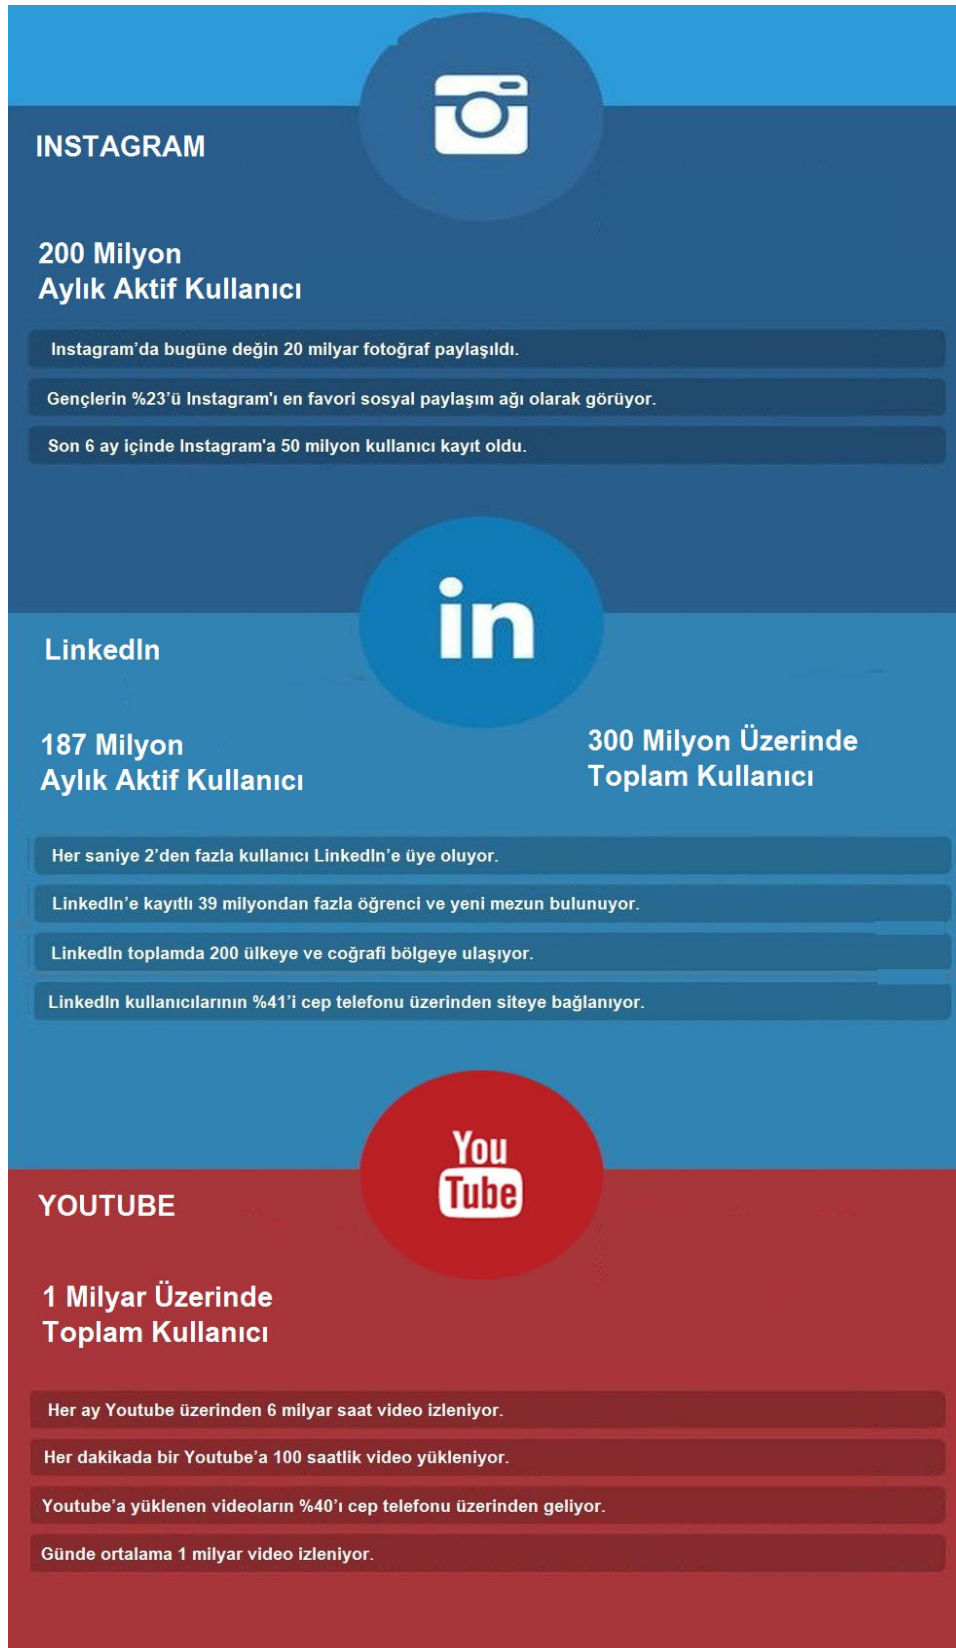 INSTAGRAM
200 Milyon
Aylık Aktif Kullanıcı
Instagram’da bugüne değin 20 milyar fotoğraf paylaşıldı.
Gençlerin %23’ü Instagram'ı en favori sosyal paylaşım ağı olarak görüyor.
Son 6 ay içinde Instagram'a 50 milyon kullanıcı kayıt oldu.
in
LinkedIn
187 Milyon
Aylık Aktif Kullanıcı
300 Milyon Üzerinde
Toplam Kullanıcı
Her saniye 2’den fazla kullanıcı LinkedIn’e üye oluyor.
LinkedIn’e kayıtlı 39 milyondan fazla öğrenci ve yeni mezun bulunuyor.
LinkedIn toplamda 200 ülkeye ve coğrafi bölgeye ulaşıyor.
LinkedIn kullanıcılarının %41’i cep telefonu üzerinden siteye bağlanıyor.
You
Tube
YOUTUBE
1 Milyar Üzerinde
Toplam Kullanıcı
Her ay Youtube üzerinden 6 milyar saat video izleniyor.
Her dakikada bir Youtube’a 100 saatlik video yükleniyor.
Youtube’a yüklenen videoların %40’ı cep telefonu üzerinden geliyor.
Günde ortalama 1 milyar video izleniyor.